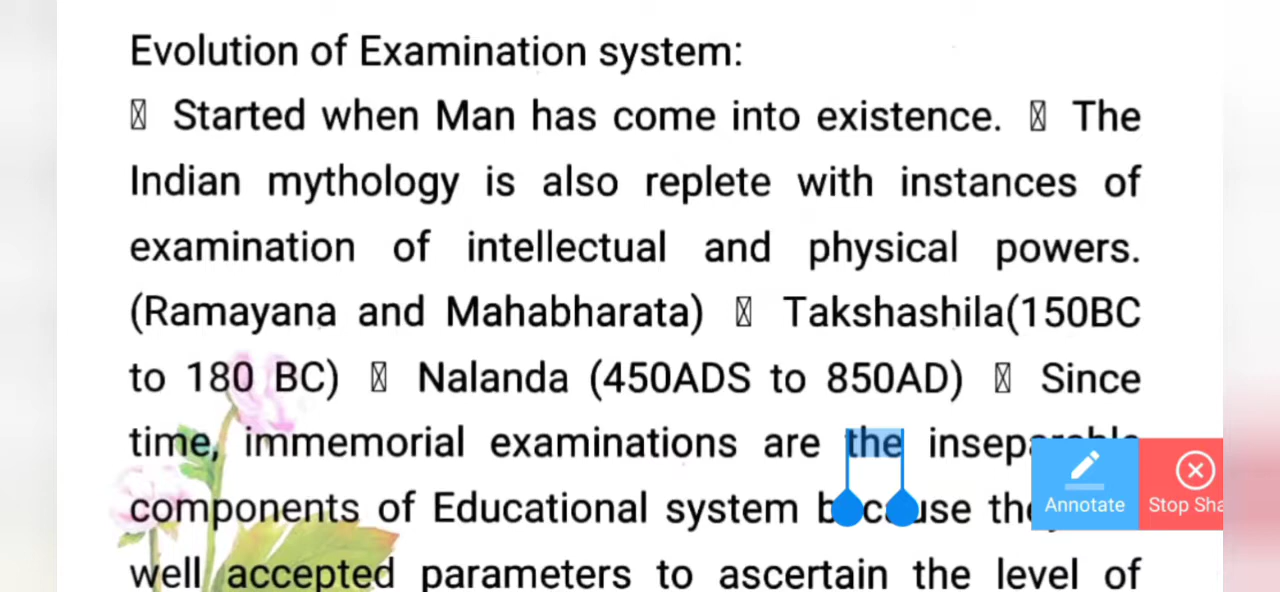 Evolution of Examination system:
Started when Man has come into existence. The
Indian mythology is also replete with instances of
examination of intellectual and physical powers.
(Ramayana and Mahabharata) Takshashila(150BC
to 180 BC) Nalanda (450ADS to 850AD) Since
time, immemorial examinations are the
components of Educational system because
well accepted parameters to ascertain the level of
Annotate
Stop Sha